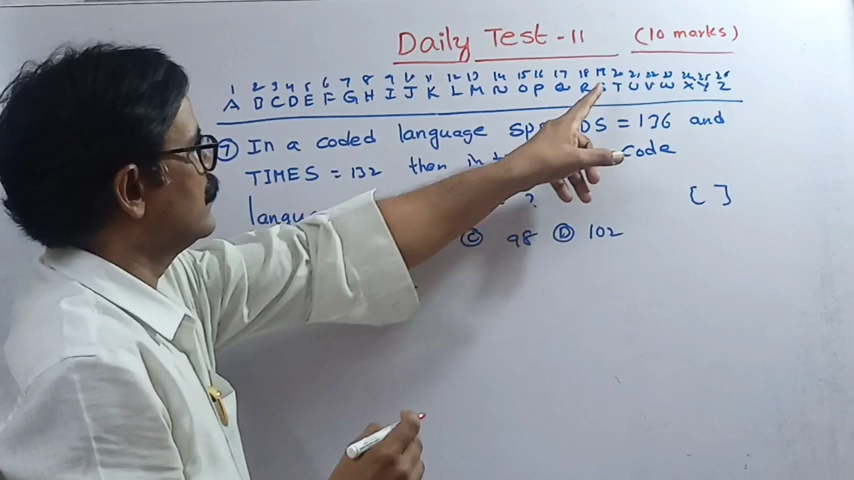 Daily Test - 11 (10 marks)
1 2 3 4 5 6 7 8 9 10 11 12 13 14 15 16 17 18 19 20 21 22 23 24 25 26
A B C D E F G H I J K L M N O P Q R S T U V W X Y Z
7 In a coded language = 136 and
TIMES = 132 then in code
? [ ]
C 98 D 102